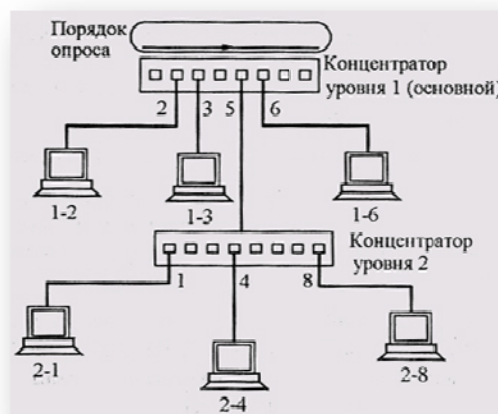 Порядок
опроса
Концентратор
уровня 1 (основной)
2 3 5 6
1-2 1-3 1-6
Концентратор
уровня 2
1 4 8
2-1 2-4 2-8